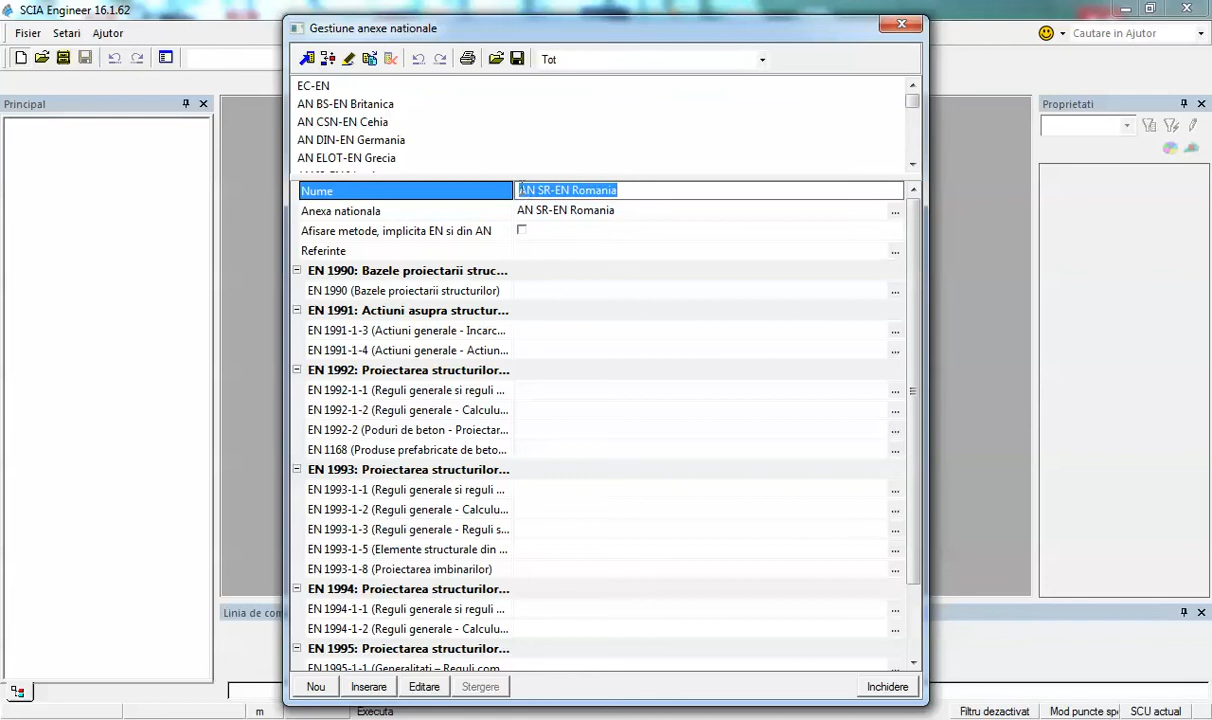 SCIA Engineer 16.1.62
Fisier Setari Ajutor
Cautare in Ajutor
Gestiune anexe nationale
Tot
EC-EN
AN BS-EN Britanica
AN CSN-EN Cehia
AN DIN-EN Germania
AN ELOT-EN Grecia
Principal
Proprietati
Nume AN SR-EN Romania
Anexa nationala AN SR-EN Romania ...
Afisare metode, implicita EN si din AN
Referinte ...
EN 1990: Bazele proiectarii struc...
EN 1990 (Bazele proiectarii structurilor) ...
EN 1991: Actiuni asupra structur...
EN 1991-1-3 (Actiuni generale - Incarc... ...
EN 1991-1-4 (Actiuni generale - Actiun... ...
EN 1992: Proiectarea structurilor...
EN 1992-1-1 (Reguli generale si reguli ... ...
EN 1992-1-2 (Reguli generale - Calculu... ...
EN 1992-2 (Poduri de beton - Proiectar... ...
EN 1168 (Produse prefabricate de beto... ...
EN 1993: Proiectarea structurilor...
EN 1993-1-1 (Reguli generale si reguli ... ...
EN 1993-1-2 (Reguli generale - Calculu... ...
EN 1993-1-3 (Reguli generale - Reguli s... ...
EN 1993-1-5 (Elemente structurale din ... ...
EN 1993-1-8 (Proiectarea imbinarilor) ...
EN 1994: Proiectarea structurilor...
EN 1994-1-1 (Reguli generale si reguli ... ...
EN 1994-1-2 (Reguli generale - Calculu... ...
EN 1995: Proiectarea structurilor...
EN 1995-1-1 (Generalitati – Reguli com...
Linia de com
Nou Inserare Editare Stergere Inchidere
m Executa Filtru dezactivat Mod puncte spe SCU actual